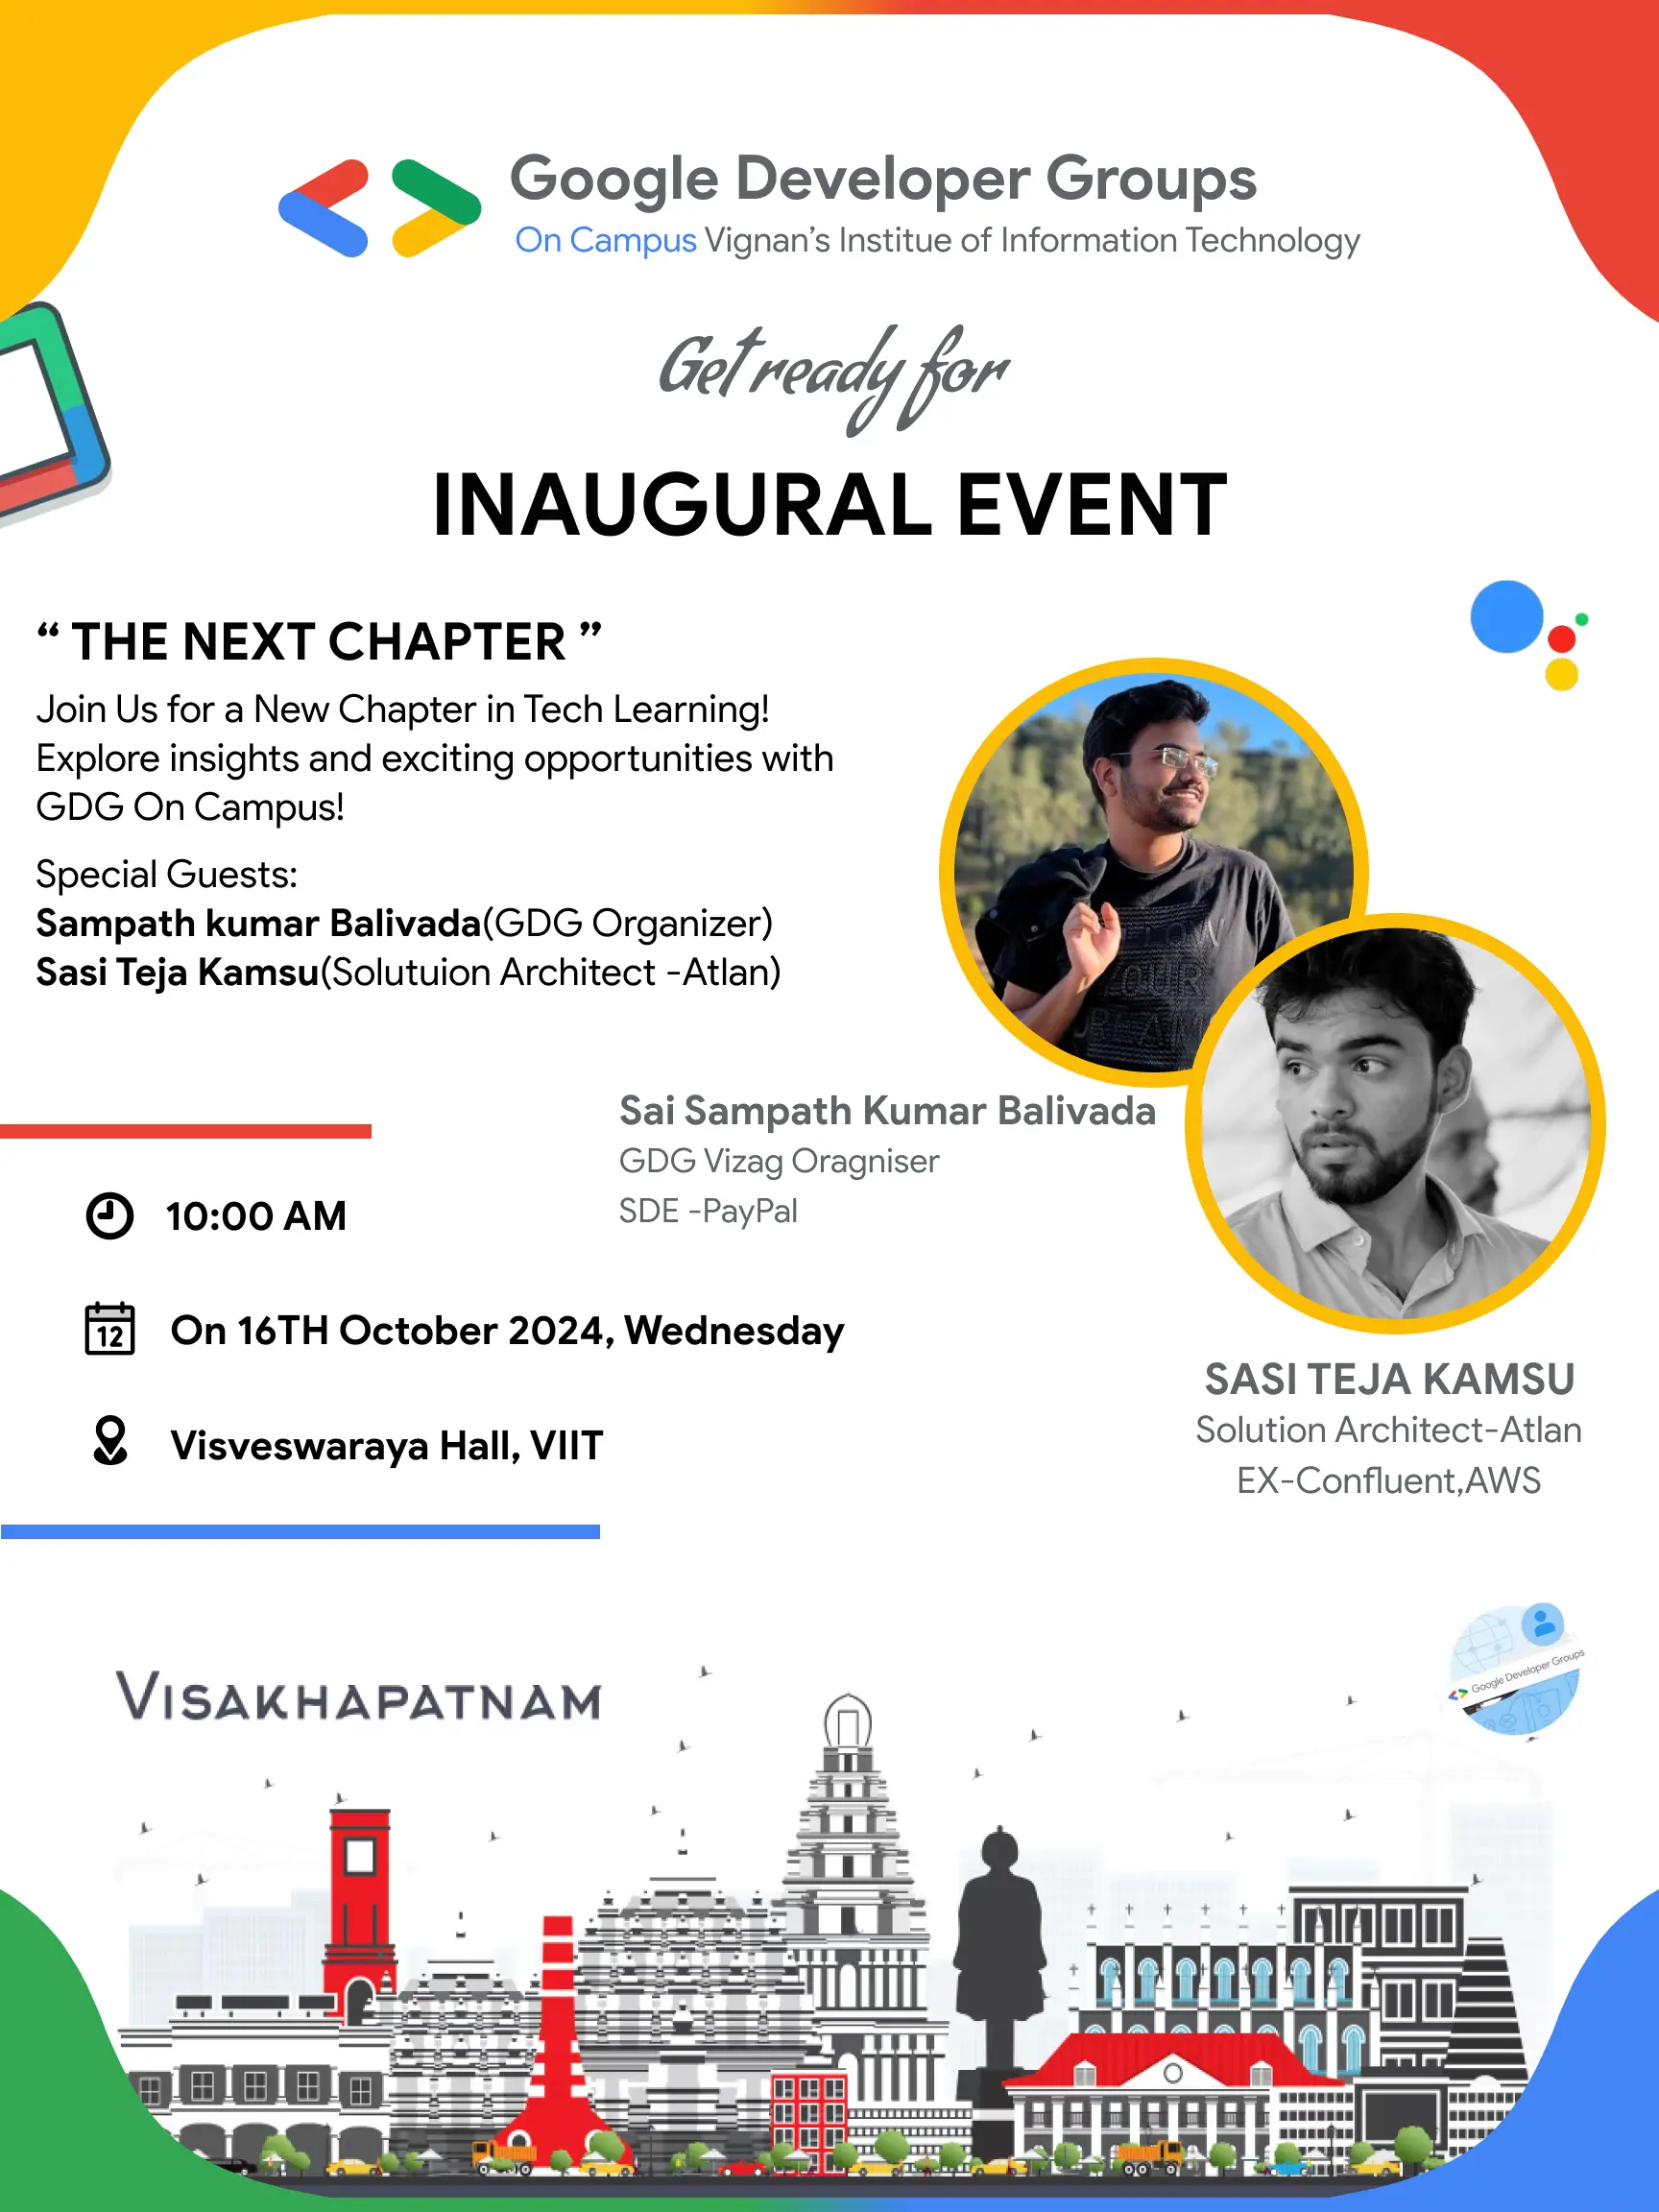 Google Developer Groups
On Campus Vignan's Institue of Information Technology
Get ready for
INAUGURAL EVENT
“ THE NEXT CHAPTER ”
Join Us for a New Chapter in Tech Learning!
Explore insights and exciting opportunities with
GDG On Campus!
Special Guests:
Sampath kumar Balivada(GDG Organizer)
Sasi Teja Kamsu(Solutuion Architect -Atlan)
Sai Sampath Kumar Balivada
GDG Vizag Oragniser
SDE -PayPal
10:00 AM
12
On 16TH October 2024, Wednesday
Visveswaraya Hall, VIIT
SASI TEJA KAMSU
Solution Architect-Atlan
EX-Confluent,AWS
VISAKHAPATNAM
Google Developer Groups